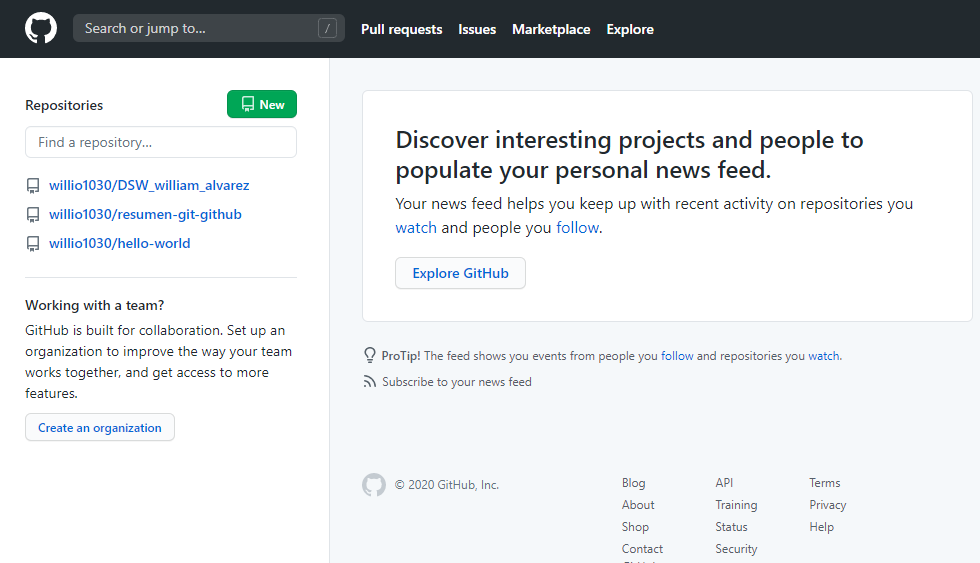 Search or jump to...
/
Pull requests
Issues
Marketplace
Explore
Repositories
New
Find a repository...
willio1030/DSW_william_alvarez
willio1030/resumen-git-github
willio1030/hello-world
Working with a team?
GitHub is built for collaboration. Set up an
organization to improve the way your team
works together, and get access to more
features.
Create an organization
Discover interesting projects and people to
populate your personal news feed.
Your news feed helps you keep up with recent activity on repositories you
watch and people you follow.
Explore GitHub
ProTip! The feed shows you events from people you follow and repositories you watch.
Subscribe to your news feed
© 2020 GitHub, Inc.
Blog
About
Shop
Contact
API
Training
Status
Security
Terms
Privacy
Help